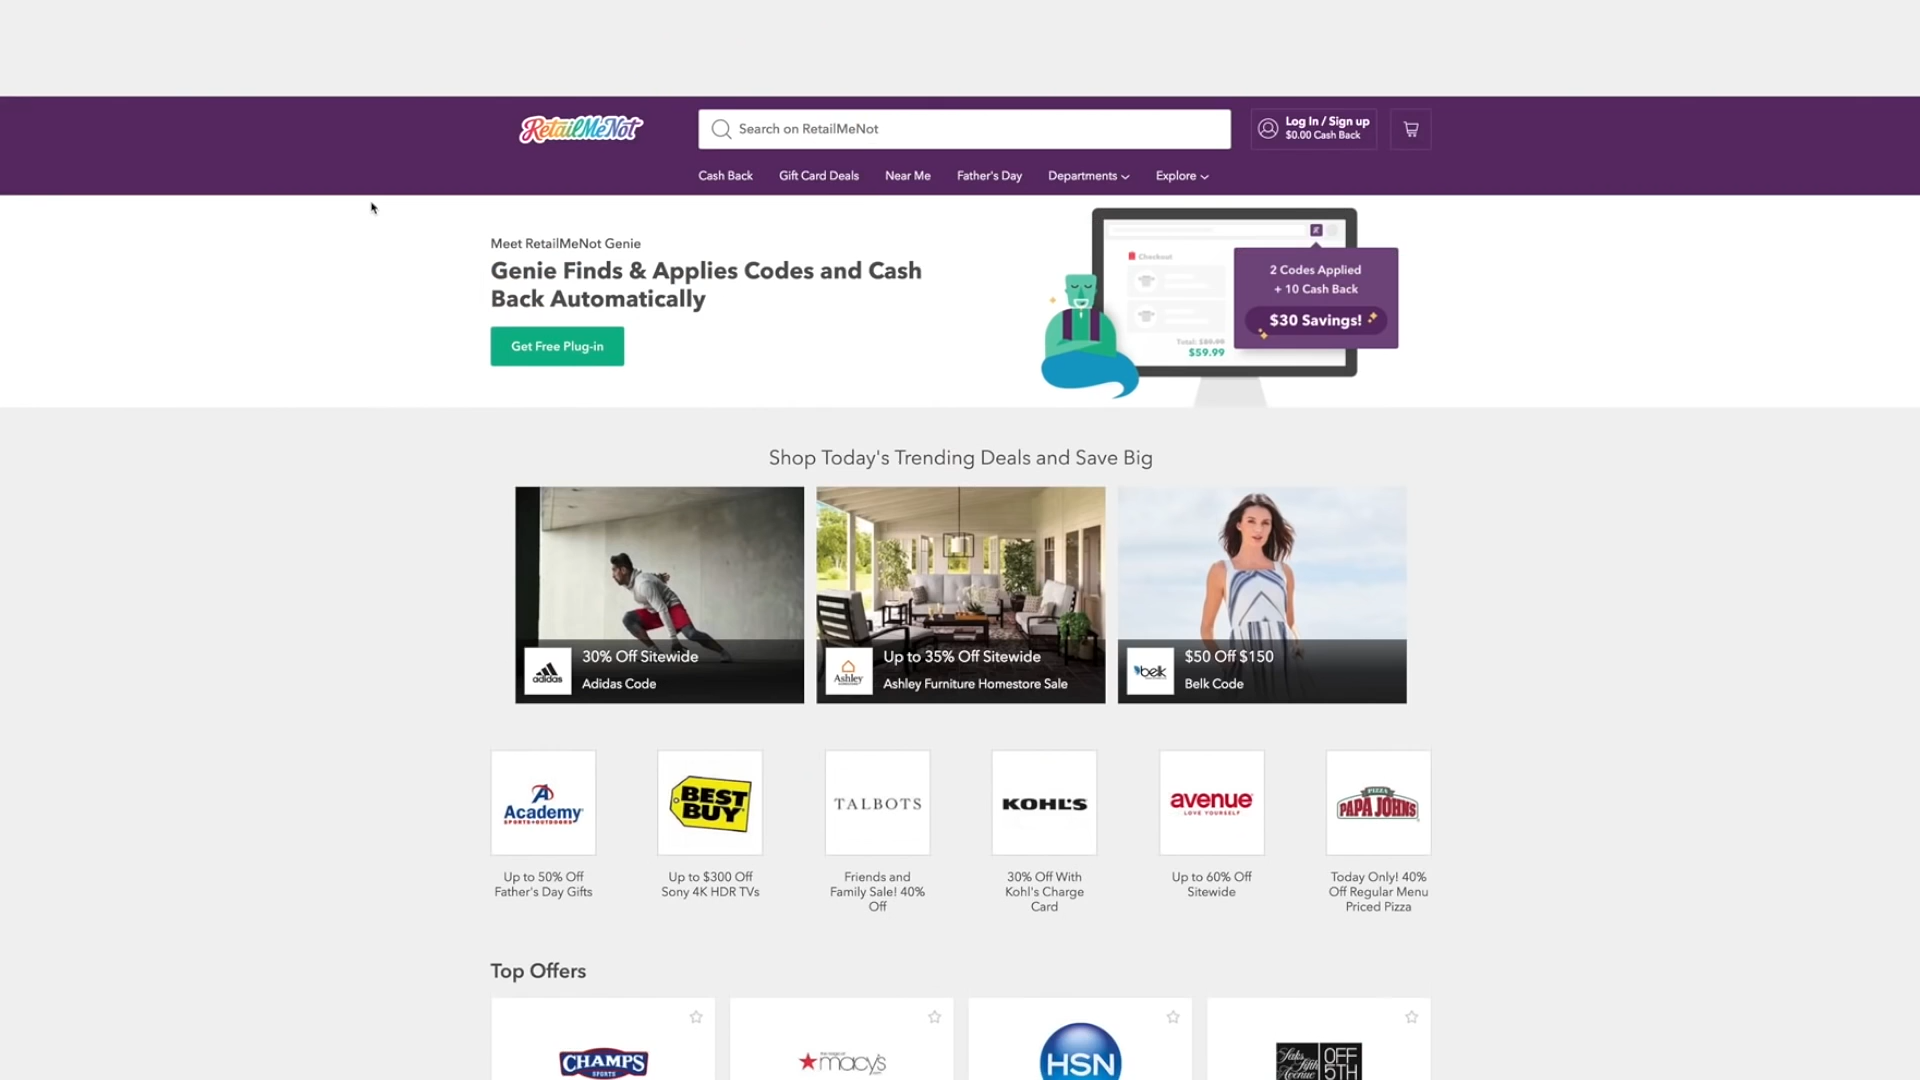 RetailMeNot
Search on RetailMeNot
Log In / Sign up
$0.00 Cash Back
Cash Back
Gift Card Deals
Near Me
Father's Day
Departments
Explore
Meet RetailMeNot Genie
Genie Finds & Applies Codes and Cash
Back Automatically
Get Free Plug-in
Checkout
2 Codes Applied
+ 10 Cash Back
$30 Savings!
Total: $89.99
$59.99
Shop Today's Trending Deals and Save Big
adidas
30% Off Sitewide
Adidas Code
Ashley
Up to 35% Off Sitewide
Ashley Furniture Homestore Sale
belk
$50 Off $150
Belk Code
Academy
SPORTS+OUTDOORS
Up to 50% Off
Father's Day Gifts
BEST
BUY
Up to $300 Off
Sony 4K HDR TVs
TALBOTS
Friends and
Family Sale! 40%
Off
KOHL'S
30% Off With
Kohl's Charge
Card
avenue
LOVE YOURSELF
Up to 60% Off
Sitewide
PIZZA
PAPA JOHNS
Today Only! 40%
Off Regular Menu
Priced Pizza
Top Offers
CHAMPS
SPORTS
the magic of
macy's
.com
HSN
Saks
Fifth
Avenue
OFF
5TH